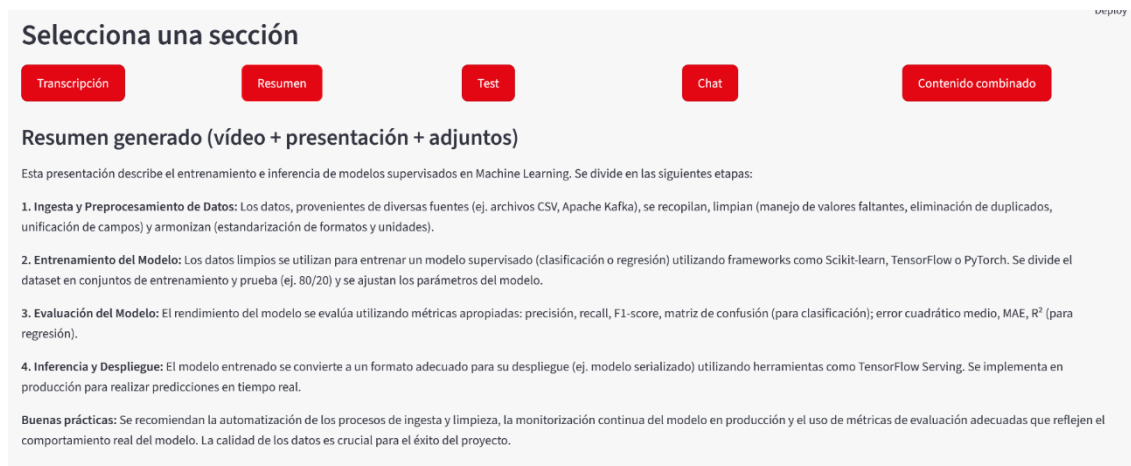 Deploy
Selecciona una sección
Transcripción
Resumen
Test
Chat
Contenido combinado
Resumen generado (vídeo + presentación + adjuntos)
Esta presentación describe el entrenamiento e inferencia de modelos supervisados en Machine Learning. Se divide en las siguientes etapas:
1. Ingesta y Preprocesamiento de Datos: Los datos, provenientes de diversas fuentes (ej. archivos CSV, Apache Kafka), se recopilan, limpian (manejo de valores faltantes, eliminación de duplicados,
unificación de campos) y armonizan (estandarización de formatos y unidades).
2. Entrenamiento del Modelo: Los datos limpios se utilizan para entrenar un modelo supervisado (clasificación o regresión) utilizando frameworks como Scikit-learn, TensorFlow o PyTorch. Se divide el
dataset en conjuntos de entrenamiento y prueba (ej. 80/20) y se ajustan los parámetros del modelo.
3. Evaluación del Modelo: El rendimiento del modelo se evalúa utilizando métricas apropiadas: precisión, recall, F1-score, matriz de confusión (para clasificación); error cuadrático medio, MAE, R² (para
regresión).
4. Inferencia y Despliegue: El modelo entrenado se convierte a un formato adecuado para su despliegue (ej. modelo serializado) utilizando herramientas como TensorFlow Serving. Se implementa en
producción para realizar predicciones en tiempo real.
Buenas prácticas: Se recomiendan la automatización de los procesos de ingesta y limpieza, la monitorización continua del modelo en producción y el uso de métricas de evaluación adecuadas que reflejen el
comportamiento real del modelo. La calidad de los datos es crucial para el éxito del proyecto.